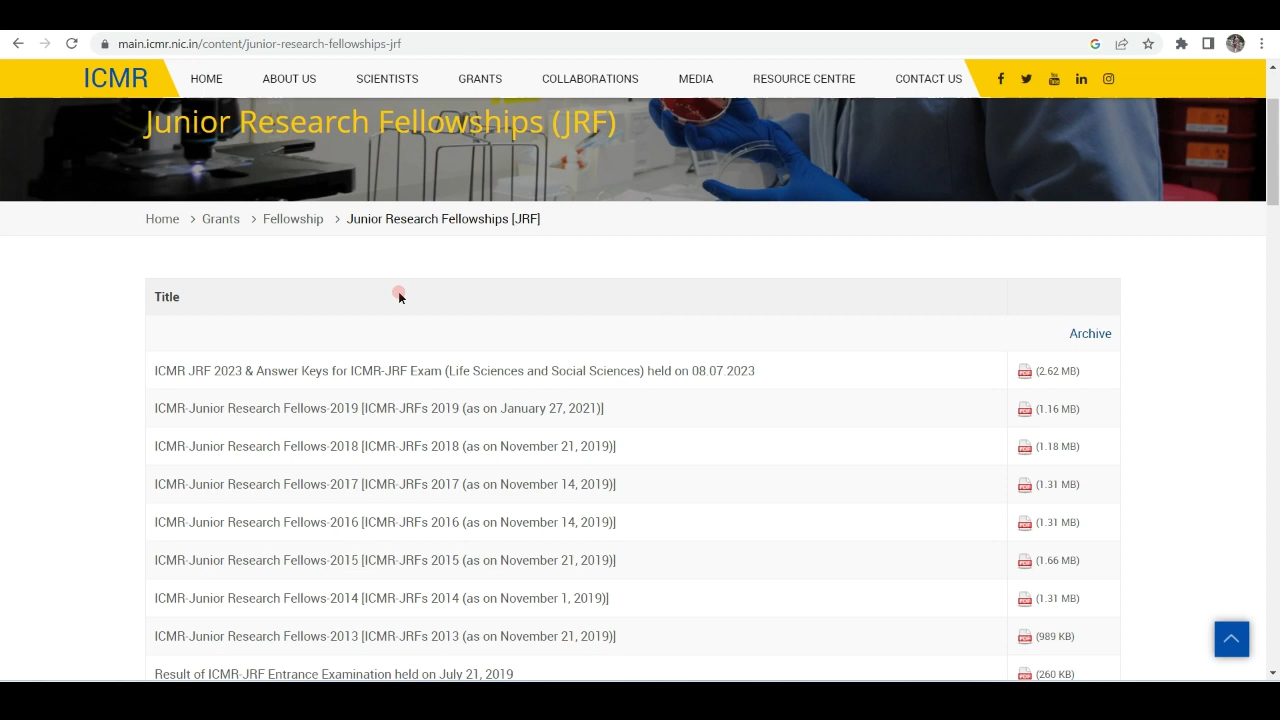 main.icmr.nic.in/content/junior-research-fellowships-jrf
ICMR HOME ABOUT US SCIENTISTS GRANTS COLLABORATIONS MEDIA RESOURCE CENTRE CONTACT US
Junior Research Fellowships (JRF)
Home > Grants > Fellowship > Junior Research Fellowships [JRF]
Title
Archive
ICMR JRF 2023 & Answer Keys for ICMR-JRF Exam (Life Sciences and Social Sciences) held on 08.07.2023 (2.62 MB)
ICMR-Junior Research Fellows-2019 [ICMR-JRFs 2019 (as on January 27, 2021)] (1.16 MB)
ICMR-Junior Research Fellows-2018 [ICMR-JRFs 2018 (as on November 21, 2019)] (1.18 MB)
ICMR-Junior Research Fellows-2017 [ICMR-JRFs 2017 (as on November 14, 2019)] (1.31 MB)
ICMR-Junior Research Fellows-2016 [ICMR-JRFs 2016 (as on November 14, 2019)] (1.31 MB)
ICMR-Junior Research Fellows-2015 [ICMR-JRFs 2015 (as on November 21, 2019)] (1.66 MB)
ICMR-Junior Research Fellows-2014 [ICMR-JRFs 2014 (as on November 1, 2019)] (1.31 MB)
ICMR-Junior Research Fellows-2013 [ICMR-JRFs 2013 (as on November 21, 2019)] (989 KB)
Result of ICMR-JRF Entrance Examination held on July 21, 2019 (260 KB)